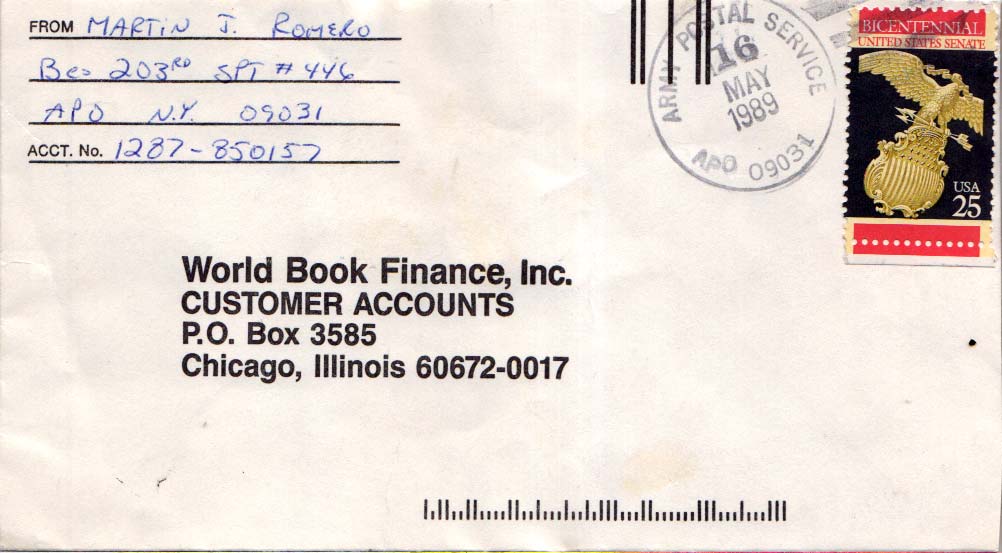 FROM MARTIN J. ROMERO
203RD SPT # 446
APO N.Y. 09031
ACCT. No. 1287-850157
ARMY POSTAL SERVICE
16
MAY
1989
APO 09031
BICENTENNIAL
UNITED STATES SENATE
USA
25
World Book Finance, Inc.
CUSTOMER ACCOUNTS
P.O. Box 3585
Chicago, Illinois 60672-0017